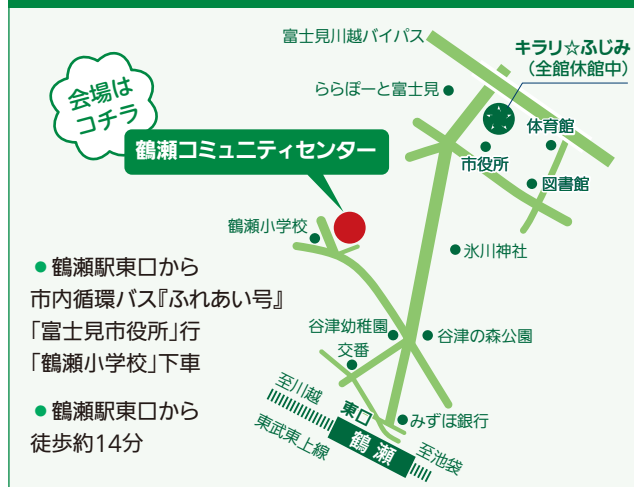 富士見川越バイパス
キラリ☆ふじみ
(全館休館中)
会場は
コチラ
ららぽーと富士見
体育館
鶴瀬コミュニティセンター
市役所
図書館
鶴瀬小学校
氷川神社
●鶴瀬駅東口から
市内循環バス『ふれあい号』
「富士見市役所」行
「鶴瀬小学校」下車
谷津幼稚園
谷津の森公園
交番
至川越
東口
みずほ銀行
●鶴瀬駅東口から
徒歩約14分
東武東上線
鶴瀬
至池袋